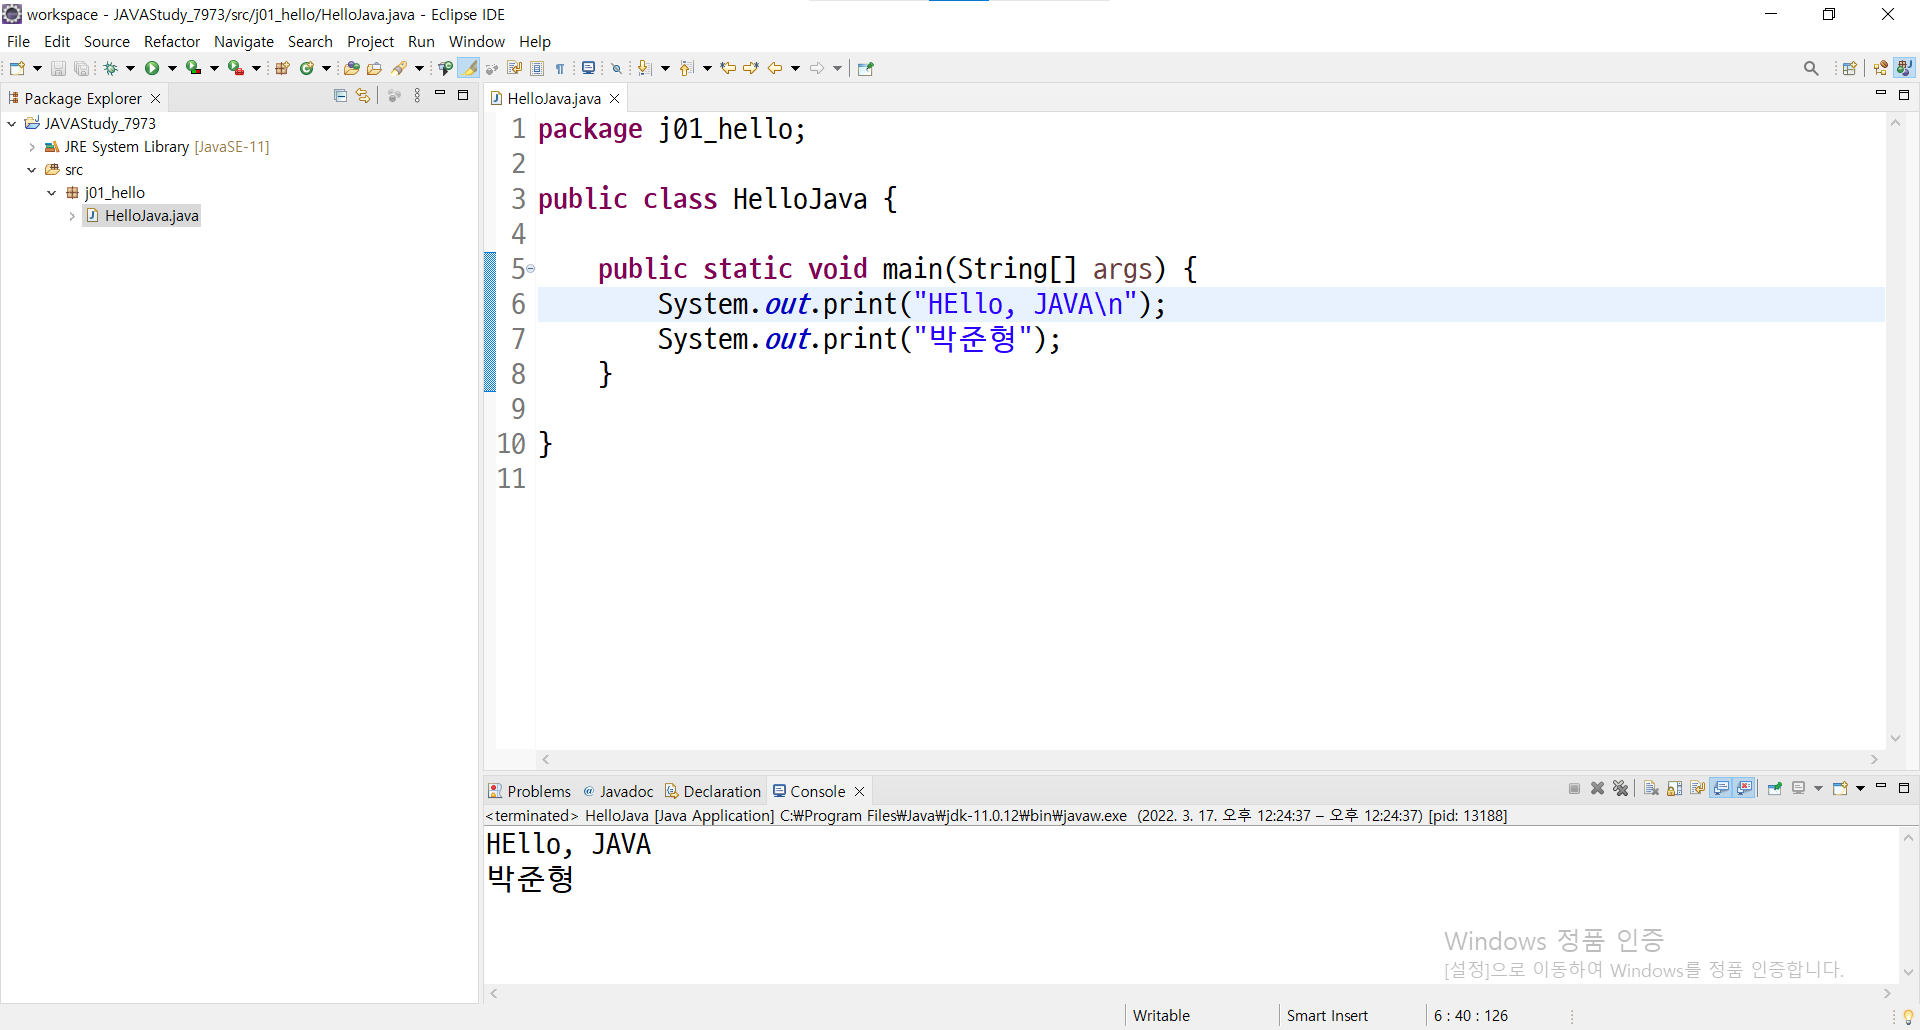 workspace - JAVAStudy_7973/src/j01_hello/HelloJava.java - Eclipse IDE
File Edit Source Refactor Navigate Search Project Run Window Help
Package Explorer
JAVAStudy_7973
JRE System Library [JavaSE-11]
src
j01_hello
HelloJava.java
HelloJava.java
1 package j01_hello;
2
3 public class HelloJava {
4
5 public static void main(String[] args) {
6 System.out.print("HEllo, JAVA\n");
7 System.out.print("박준형");
8 }
9
10 }
11
Problems @ Javadoc Declaration Console
<terminated> HelloJava [Java Application] C:₩Program Files₩Java₩jdk-11.0.12₩bin₩javaw.exe (2022. 3. 17. 오후 12:24:37 – 오후 12:24:37) [pid: 13188]
HEllo, JAVA
박준형
Windows 정품 인증
[설정]으로 이동하여 Windows를 정품 인증합니다.
Writable Smart Insert 6 : 40 : 126